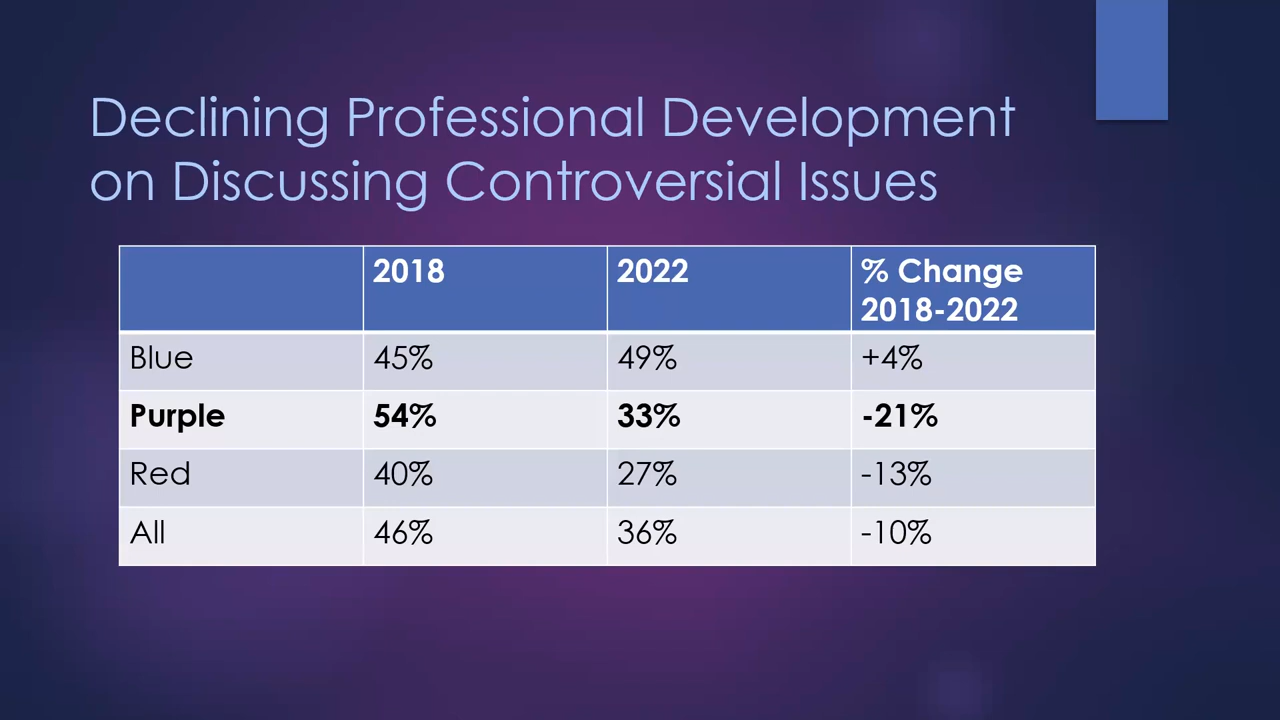 Declining Professional Development
on Discussing Controversial Issues
2018 2022 % Change
2018-2022
Blue 45% 49% +4%
Purple 54% 33% -21%
Red 40% 27% -13%
All 46% 36% -10%